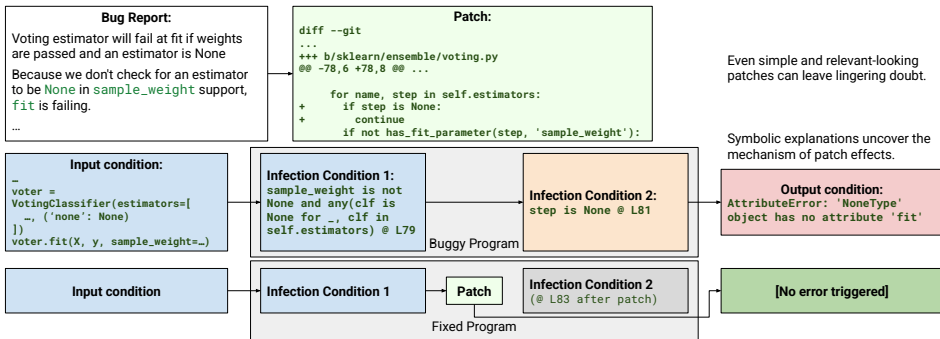 Bug Report:
Voting estimator will fail at fit if weights
are passed and an estimator is None
Because we don't check for an estimator
to be None in sample_weight support,
fit is failing.
…
Patch:
diff --git
...
+++ b/sklearn/ensemble/voting.py
@@ -78,6 +78,8 @@ ...
for name, step in self.estimators:
+ if step is None:
+ continue
if not has_fit_parameter(step, 'sample_weight'):
Even simple and relevant-looking
patches can leave lingering doubt.
Symbolic explanations uncover the
mechanism of patch effects.
Input condition:
…
voter =
VotingClassifier(estimators=[
…, ('none': None)
])
voter.fit(X, y, sample_weight=…)
Infection Condition 1:
sample_weight is not
None and any(clf is
None for _, clf in
self.estimators) @ L79
Buggy Program
Infection Condition 2:
step is None @ L81
Output condition:
AttributeError: 'NoneType'
object has no attribute 'fit'
Input condition
Infection Condition 1
Patch
Infection Condition 2
(@ L83 after patch)
Fixed Program
[No error triggered]